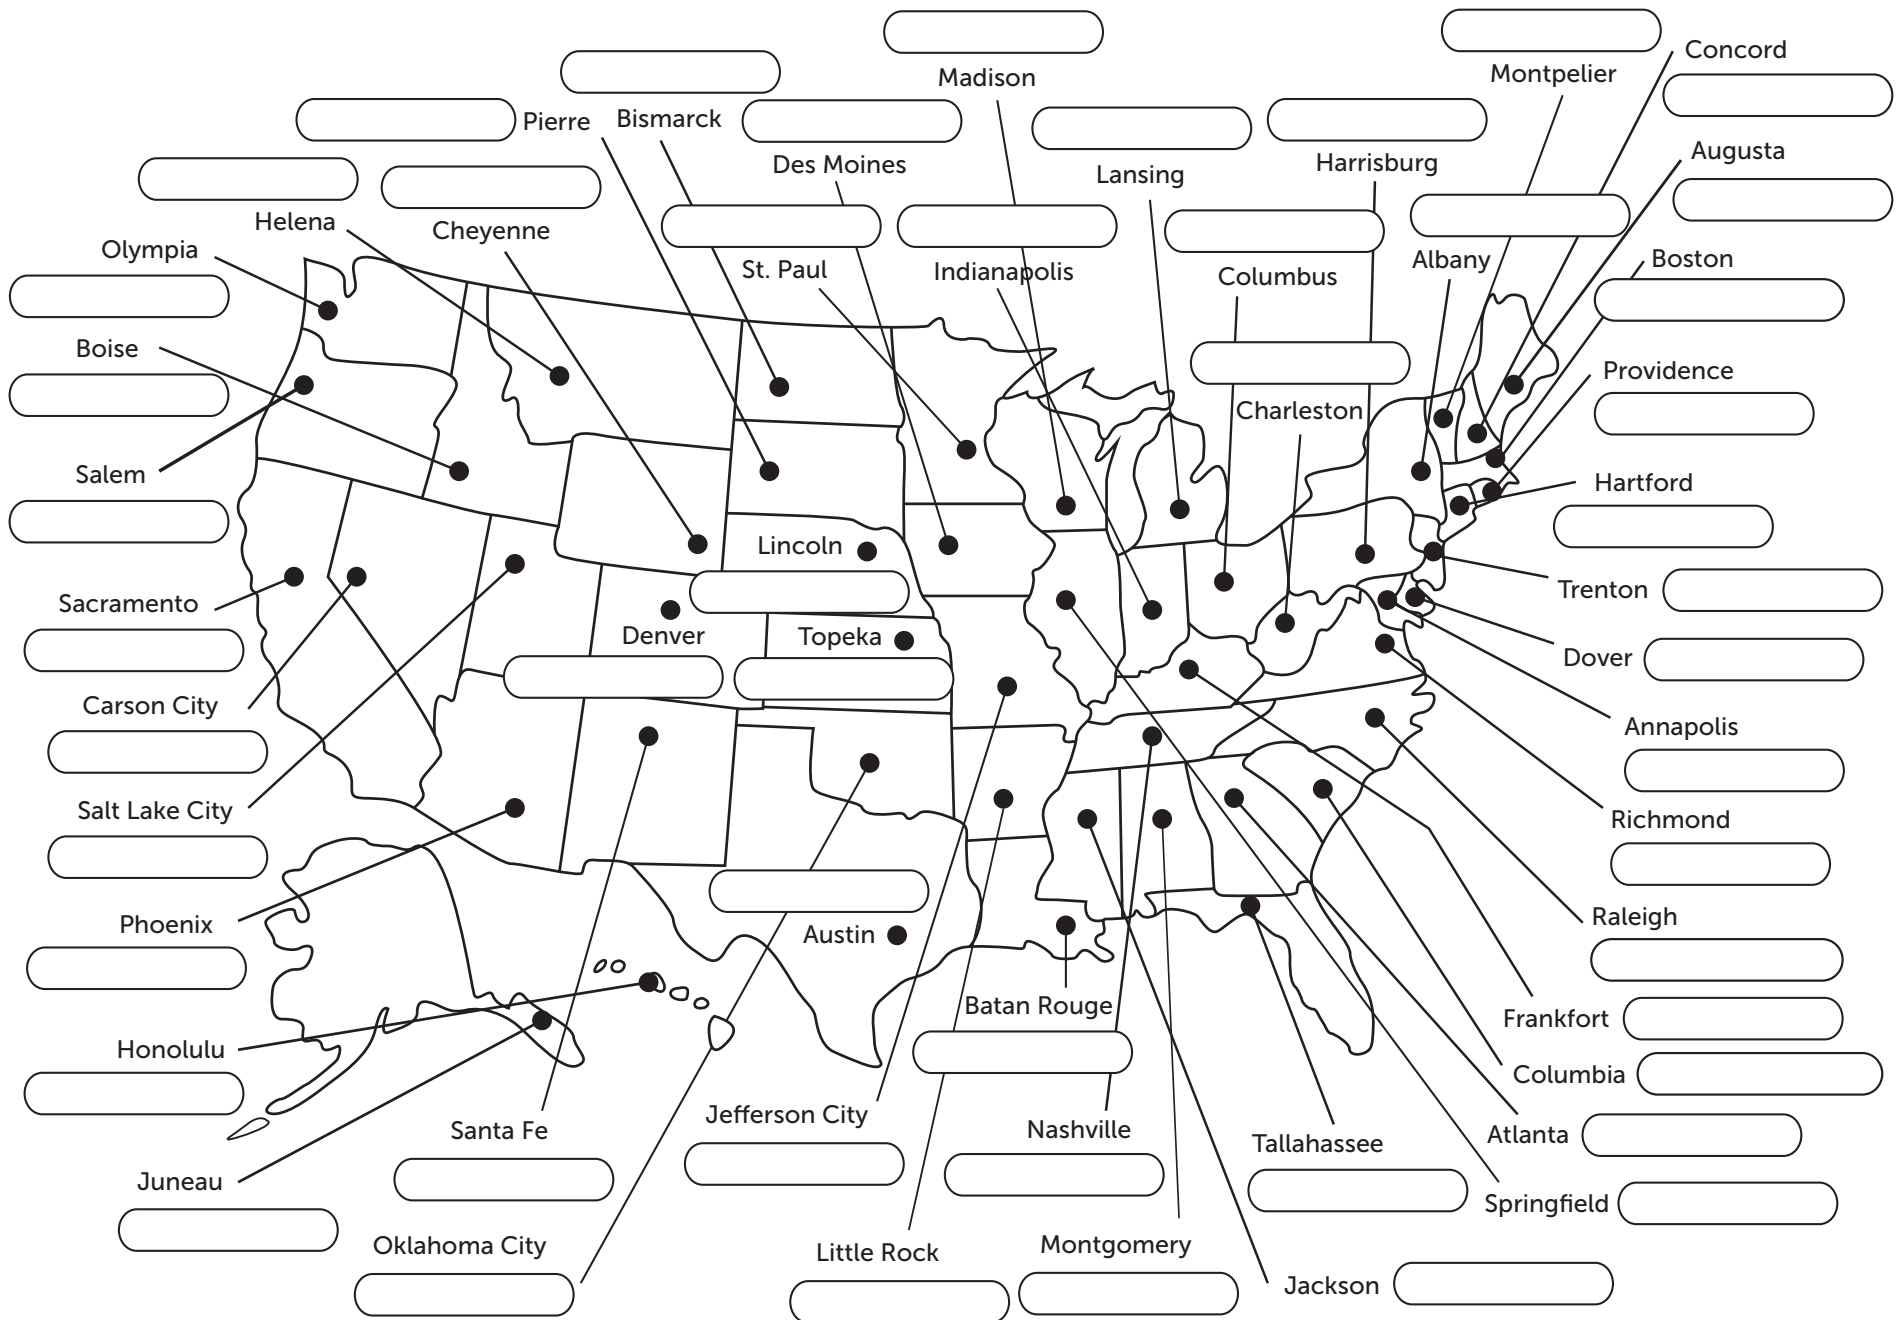 Madison
Concord
Montpelier
Pierre
Bismarck
Des Moines
Lansing
Harrisburg
Augusta
Helena
Cheyenne
Olympia
St. Paul
Indianapolis
Columbus
Albany
Boston
Boise
Charleston
Providence
Salem
Hartford
Lincoln
Sacramento
Denver
Topeka
Trenton
Dover
Carson City
Annapolis
Salt Lake City
Richmond
Phoenix
Austin
Raleigh
Batan Rouge
Frankfort
Honolulu
Columbia
Jefferson City
Santa Fe
Nashville
Tallahassee
Atlanta
Juneau
Springfield
Oklahoma City
Little Rock
Montgomery
Jackson